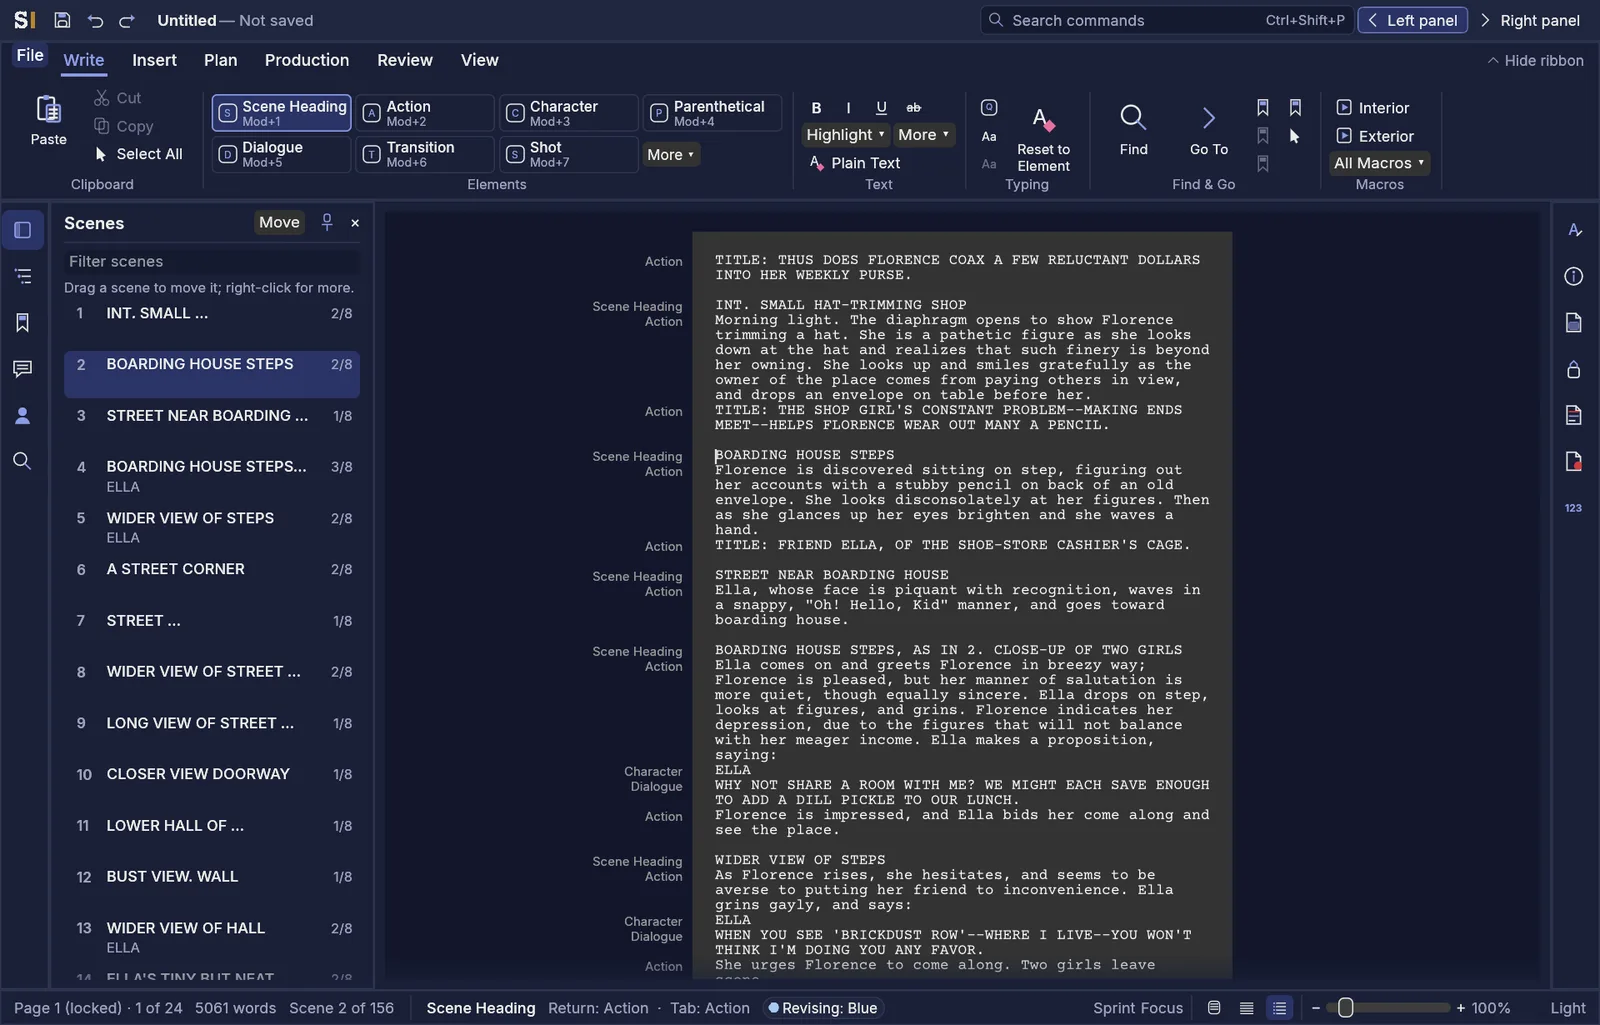 SI Untitled — Not saved Search commands Ctrl+Shift+P Left panel Right panel
File Write Insert Plan Production Review View Hide ribbon
Paste
Cut
Copy
Select All
Clipboard
S Scene Heading Mod+1
A Action Mod+2
C Character Mod+3
P Parenthetical Mod+4
D Dialogue Mod+5
T Transition Mod+6
S Shot Mod+7
More
Elements
B I U ab
Highlight More
A Plain Text
Text
Q
Aa
Aa
A Reset to Element
Typing
Find
Go To
Find & Go
Interior
Exterior
All Macros
Macros
Scenes Move ×
Filter scenes
Drag a scene to move it; right-click for more.
1 INT. SMALL ... 2/8
2 BOARDING HOUSE STEPS 2/8
3 STREET NEAR BOARDING ... 1/8
4 BOARDING HOUSE STEPS... 3/8
ELLA
5 WIDER VIEW OF STEPS 2/8
ELLA
6 A STREET CORNER 2/8
7 STREET ... 1/8
8 WIDER VIEW OF STREET ... 2/8
9 LONG VIEW OF STREET ... 1/8
10 CLOSER VIEW DOORWAY 1/8
11 LOWER HALL OF ... 1/8
12 BUST VIEW. WALL 1/8
13 WIDER VIEW OF HALL 2/8
ELLA
14 ELLA'S TINY BUT NEAT 2/8
Action TITLE: THUS DOES FLORENCE COAX A FEW RELUCTANT DOLLARS
INTO HER WEEKLY PURSE.
Scene Heading INT. SMALL HAT-TRIMMING SHOP
Action Morning light. The diaphragm opens to show Florence
trimming a hat. She is a pathetic figure as she looks
down at the hat and realizes that such finery is beyond
her owning. She looks up and smiles gratefully as the
owner of the place comes from paying others in view,
and drops an envelope on table before her.
Action TITLE: THE SHOP GIRL'S CONSTANT PROBLEM--MAKING ENDS
MEET--HELPS FLORENCE WEAR OUT MANY A PENCIL.
Scene Heading BOARDING HOUSE STEPS
Action Florence is discovered sitting on step, figuring out
her accounts with a stubby pencil on back of an old
envelope. She looks disconsolately at her figures. Then
as she glances up her eyes brighten and she waves a
hand.
Action TITLE: FRIEND ELLA, OF THE SHOE-STORE CASHIER'S CAGE.
Scene Heading STREET NEAR BOARDING HOUSE
Action Ella, whose face is piquant with recognition, waves in
a snappy, "Oh! Hello, Kid" manner, and goes toward
boarding house.
Scene Heading BOARDING HOUSE STEPS, AS IN 2. CLOSE-UP OF TWO GIRLS
Action Ella comes on and greets Florence in breezy way;
Florence is pleased, but her manner of salutation is
more quiet, though equally sincere. Ella drops on step,
looks at figures, and grins. Florence indicates her
depression, due to the figures that will not balance
with her meager income. Ella makes a proposition,
saying:
Character ELLA
Dialogue WHY NOT SHARE A ROOM WITH ME? WE MIGHT EACH SAVE ENOUGH
TO ADD A DILL PICKLE TO OUR LUNCH.
Action Florence is impressed, and Ella bids her come along and
see the place.
Scene Heading WIDER VIEW OF STEPS
Action As Florence rises, she hesitates, and seems to be
averse to putting her friend to inconvenience. Ella
grins gayly, and says:
Character ELLA
Dialogue WHEN YOU SEE 'BRICKDUST ROW'--WHERE I LIVE--YOU WON'T
THINK I'M DOING YOU ANY FAVOR.
Action She urges Florence to come along. Two girls leave
123
Page 1 (locked) · 1 of 24 5061 words Scene 2 of 156 Scene Heading Return: Action · Tab: Action Revising: Blue Sprint Focus − + 100% Light